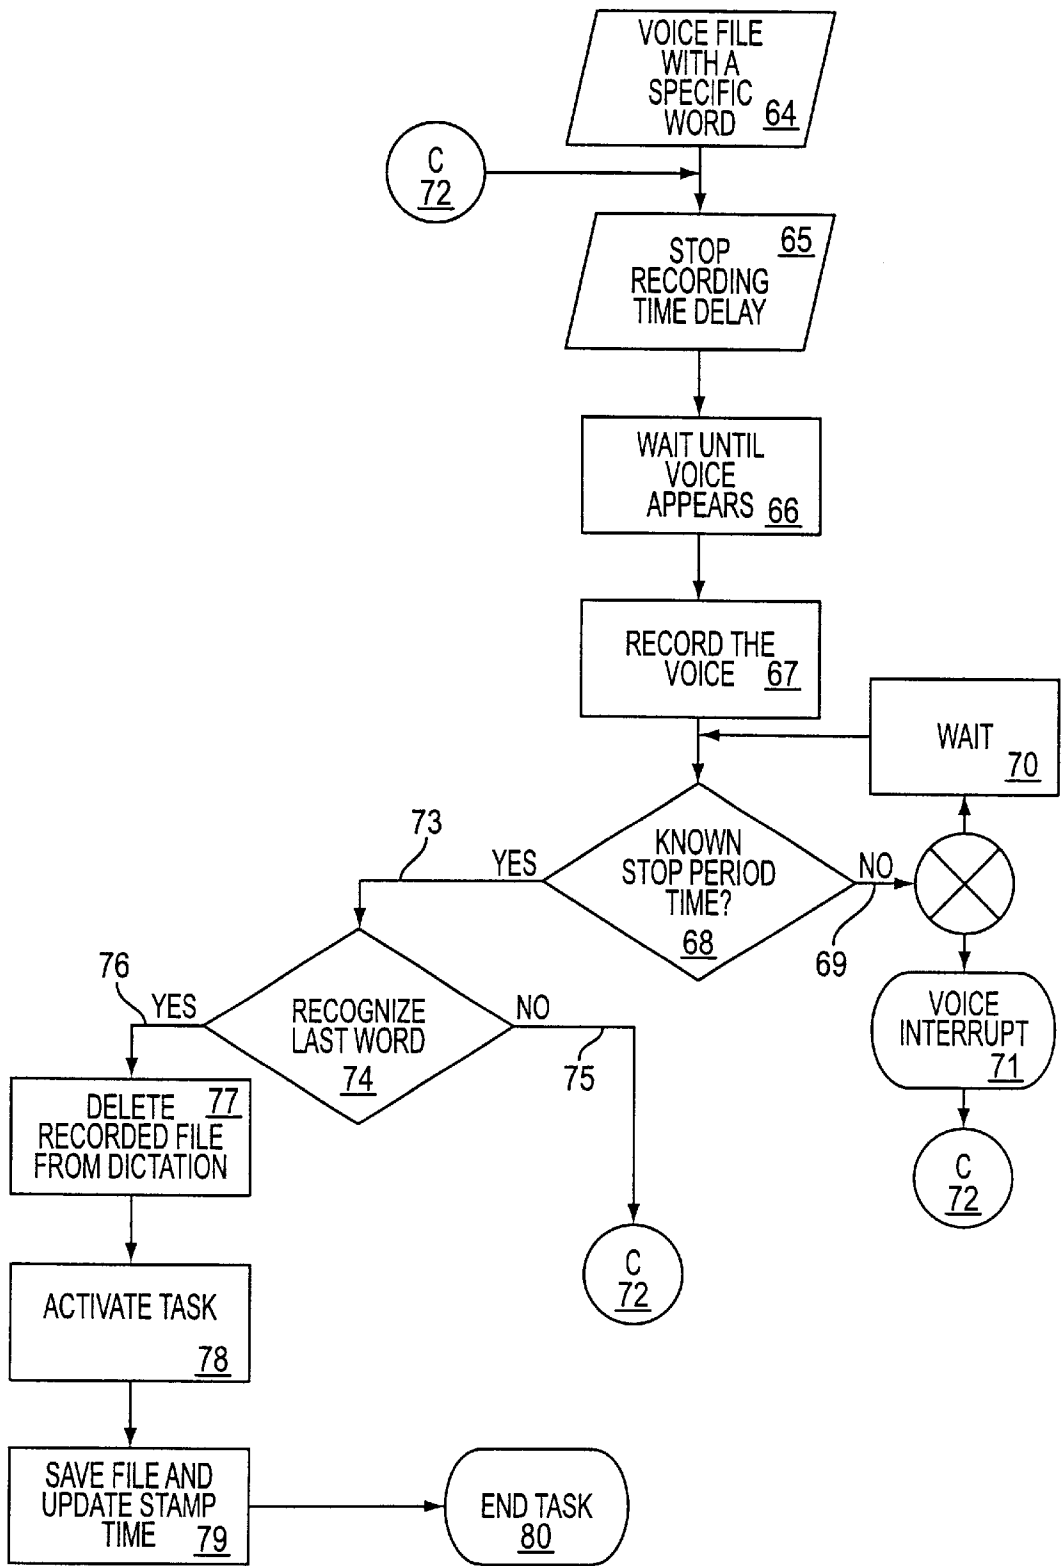 VOICE FILE
WITH A
SPECIFIC
WORD 64
C
72
65
STOP
RECORDING
TIME DELAY
WAIT UNTIL
VOICE
APPEARS 66
RECORD THE
VOICE 67
WAIT
70
KNOWN
STOP PERIOD
TIME?
68
YES
73
NO
69
VOICE
INTERRUPT
71
C
72
RECOGNIZE
LAST WORD
74
YES
76
NO
75
77
DELETE
RECORDED FILE
FROM DICTATION
C
72
ACTIVATE TASK
78
SAVE FILE AND
UPDATE STAMP
TIME 79
END TASK
80